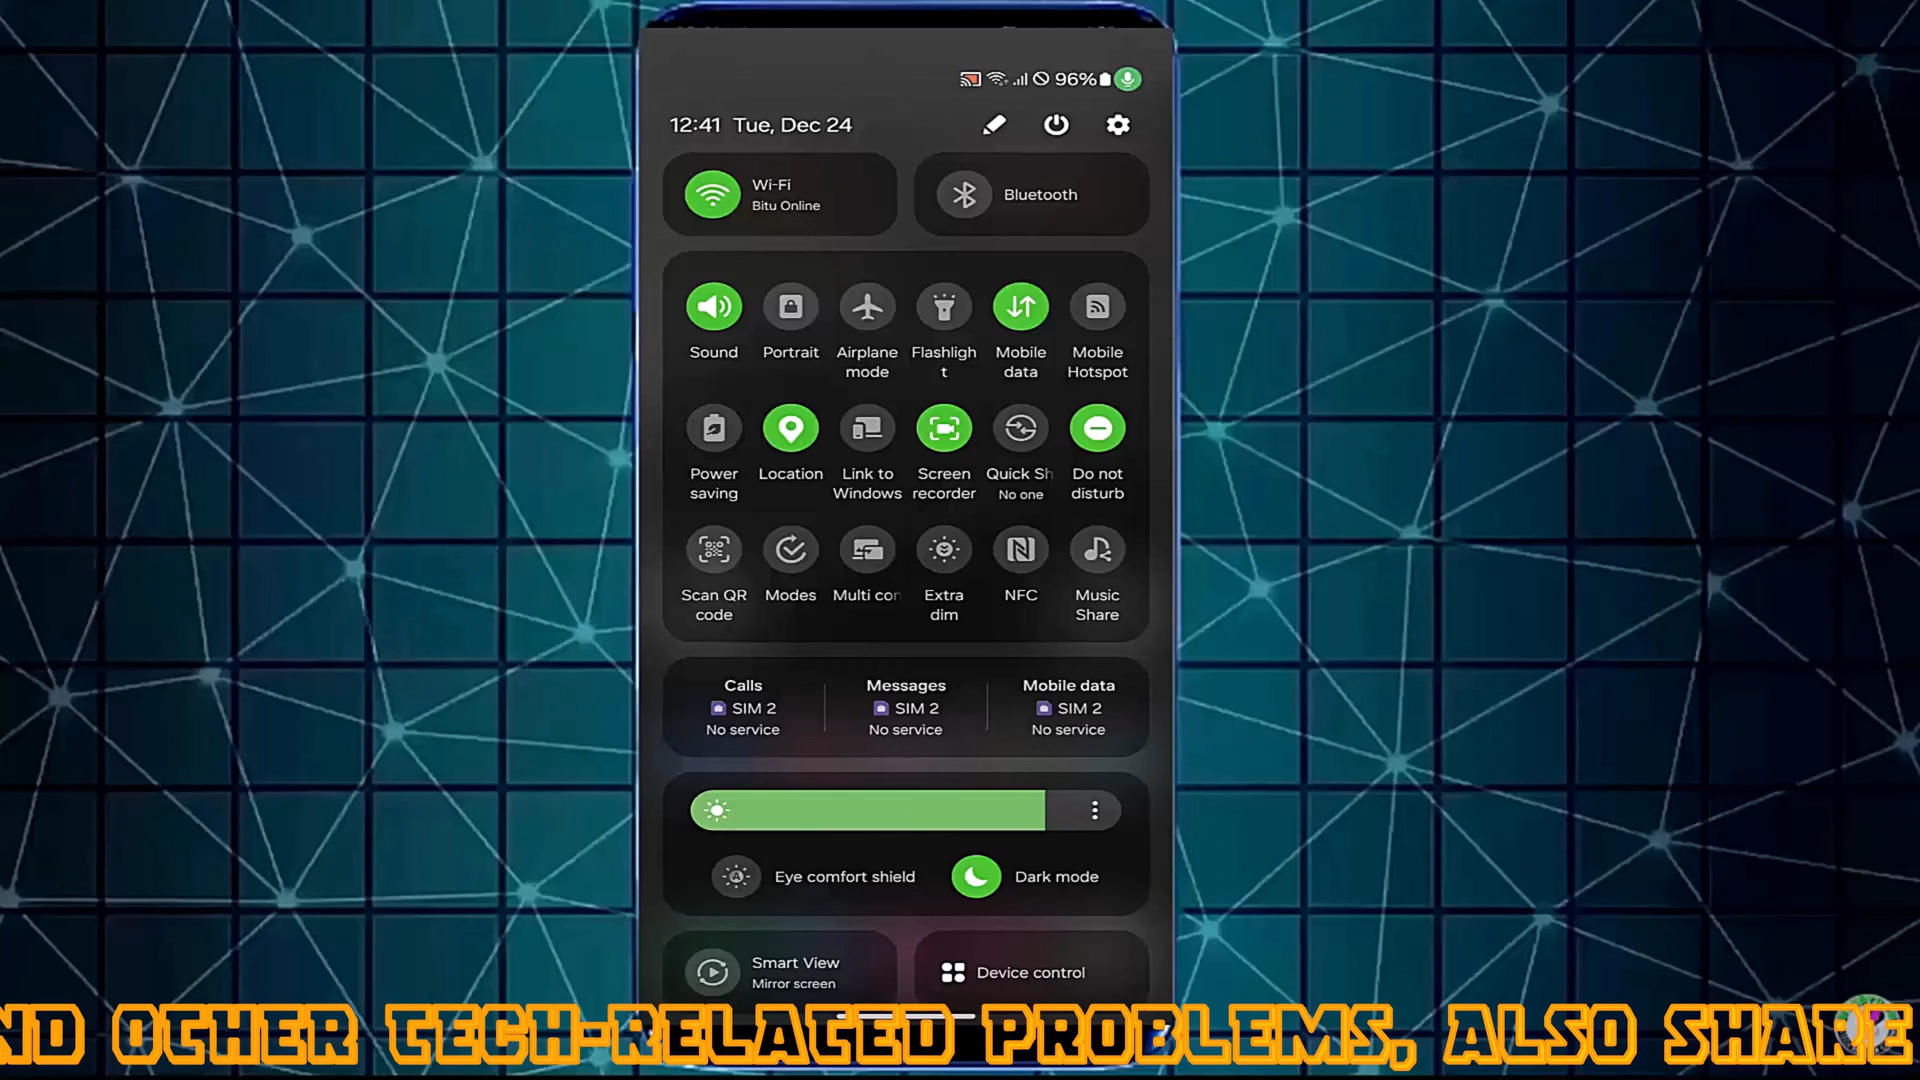 96%
12:41 Tue, Dec 24
Wi-Fi
Bitu Online
Bluetooth
Sound
Portrait
Airplane
mode
Flashligh
t
Mobile
data
Mobile
Hotspot
Power
saving
Location
Link to
Windows
Screen
recorder
Quick Sh
No one
Do not
disturb
Scan QR
code
Modes
Multi con
Extra
dim
NFC
Music
Share
Calls
SIM 2
No service
Messages
SIM 2
No service
Mobile data
SIM 2
No service
Eye comfort shield
Dark mode
Smart View
Mirror screen
Device control
ND OTHER TECH-RELATED PROBLEMS, ALSO SHARE